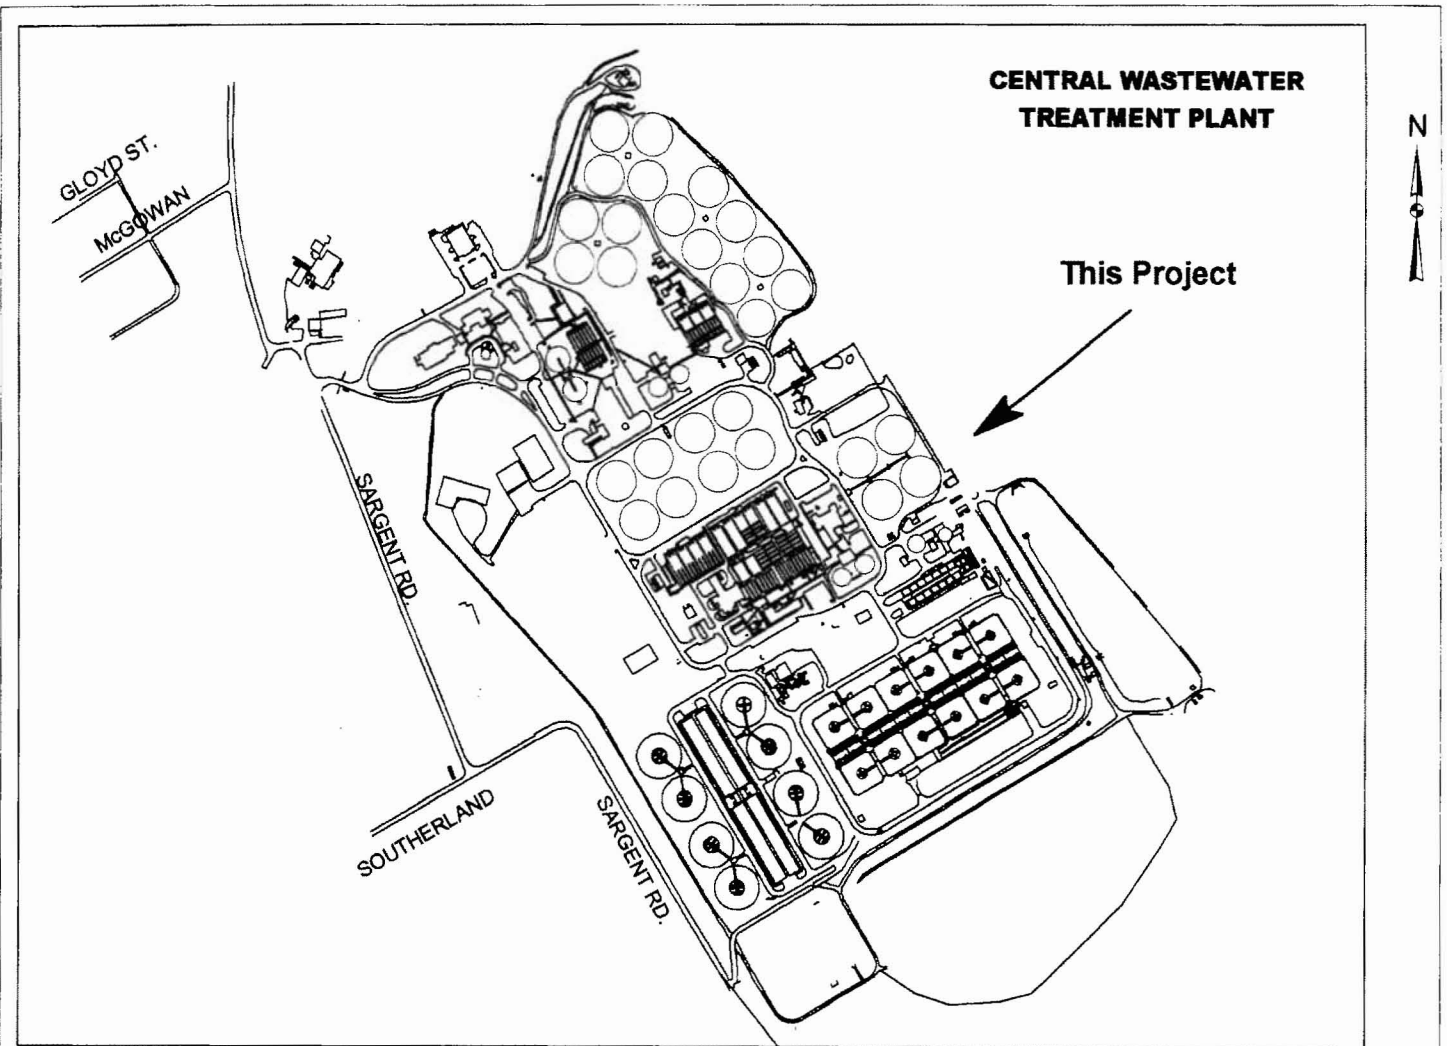 CENTRAL WASTEWATER
TREATMENT PLANT
N
GLOYD ST.
McGOWAN
This Project
SARGENT RD.
SOUTHERLAND
SARGENT RD.